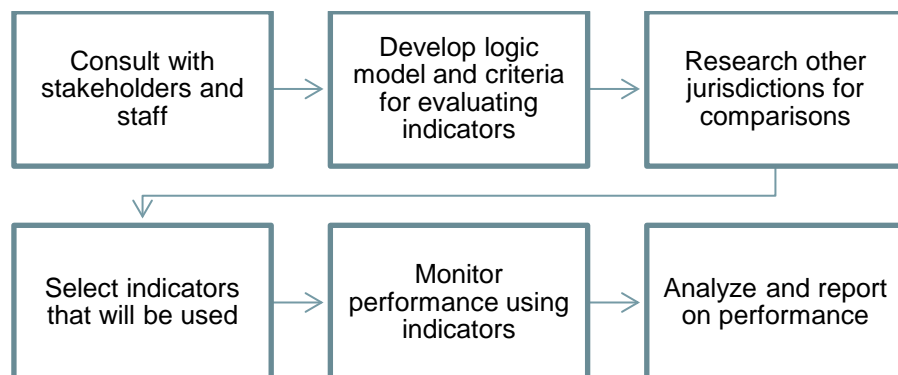 Consult with
stakeholders and
staff
Develop logic
model and criteria
for evaluating
indicators
Research other
jurisdictions for
comparisons
Select indicators
that will be used
Monitor
performance using
indicators
Analyze and report
on performance